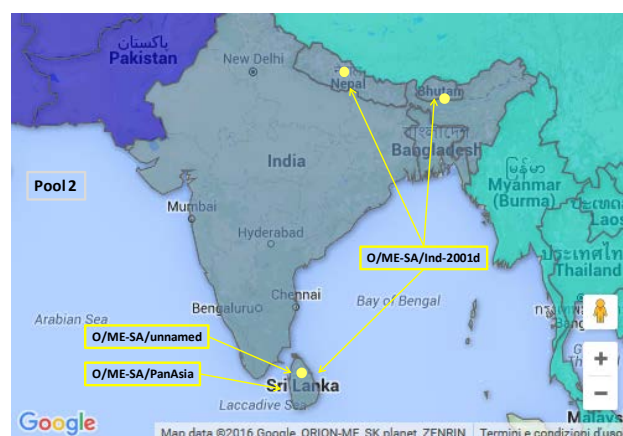 پاکستان
Pakistan
New Delhi
नेपाल
Nepal
Bhutan
বাংলাদেশ
Bangladesh
India
Pool 2
မြန်မာ
Myanmar
(Burma)
Laos
Mumbai
Hyderabad
O/ME-SA/Ind-2001d
ประเทศไทย
Thailand
Bengaluru
Chennai
Bay of Bengal
Arabian Sea
O/ME-SA/unnamed
O/ME-SA/PanAsia
Sri Lanka
Laccadive Sea
+
−
Malays
Google
Map data ©2016 Google, ORION-ME, SK planet, ZENRIN
Termini e condizioni d'uso